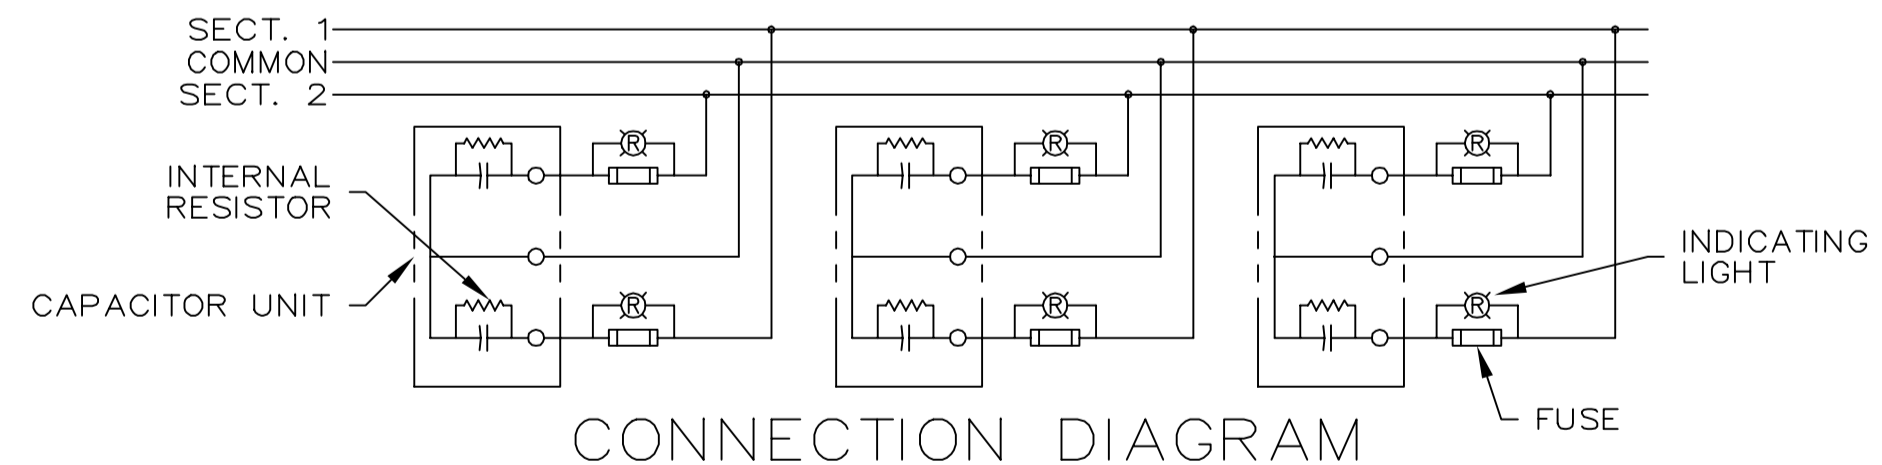 SECT. 1
COMMON
SECT. 2
R
R
R
INTERNAL
RESISTOR
INDICATING
LIGHT
CAPACITOR UNIT
R
R
R
FUSE
CONNECTION DIAGRAM